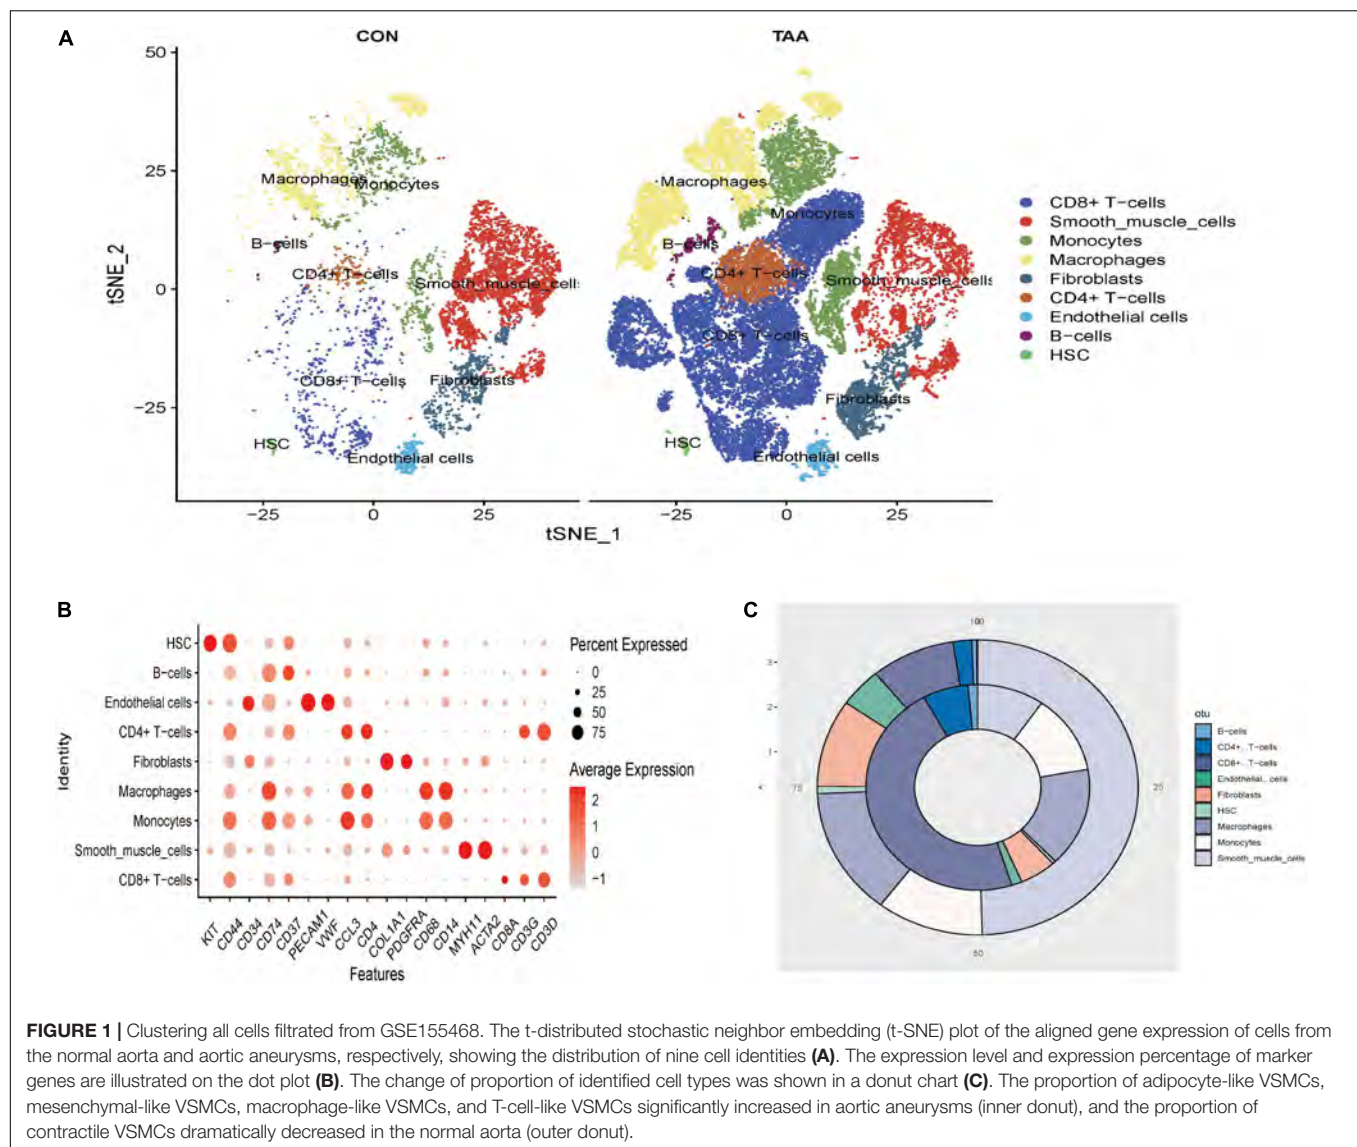 A
CON
TAA
50
25
0
−25
tSNE_2
Macrophages
Monocytes
B−cells
CD4+ T−cells
Smooth_muscle_cells
CD8+ T−cells
Fibroblasts
HSC
Endothelial cells
Macrophages
Monocytes
B−cells
CD4+ T−cells
Smooth_muscle_cells
CD8+ T−cells
Fibroblasts
HSC
Endothelial cells
−25 0 25 −25 0 25
tSNE_1
CD8+ T−cells
Smooth_muscle_cells
Monocytes
Macrophages
Fibroblasts
CD4+ T−cells
Endothelial cells
B−cells
HSC
B
Identity
HSC
B-cells
Endothelial cells
CD4+ T-cells
Fibroblasts
Macrophages
Monocytes
Smooth_muscle_cells
CD8+ T-cells
KIT CD44 CD34 CD74 CD37 PECAM1 VWF CCL3 CD4 COL1A1 PDGFRA CD68 CD14 MYH11 ACTA2 CD8A CD3G CD3D
Features
Percent Expressed
0
25
50
75
Average Expression
2
1
0
−1
C
100
3
2
1
x
75
25
50
otu
B-cells
CD4+. T-cells
CD8+. T-cells
Endothelial.. cells
Fibroblasts
HSC
Macrophages
Monocytes
Smooth_muscle_cells
FIGURE 1 | Clustering all cells filtrated from GSE155468. The t-distributed stochastic neighbor embedding (t-SNE) plot of the aligned gene expression of cells from
the normal aorta and aortic aneurysms, respectively, showing the distribution of nine cell identities (A). The expression level and expression percentage of marker
genes are illustrated on the dot plot (B). The change of proportion of identified cell types was shown in a donut chart (C). The proportion of adipocyte-like VSMCs,
mesenchymal-like VSMCs, macrophage-like VSMCs, and T-cell-like VSMCs significantly increased in aortic aneurysms (inner donut), and the proportion of
contractile VSMCs dramatically decreased in the normal aorta (outer donut).